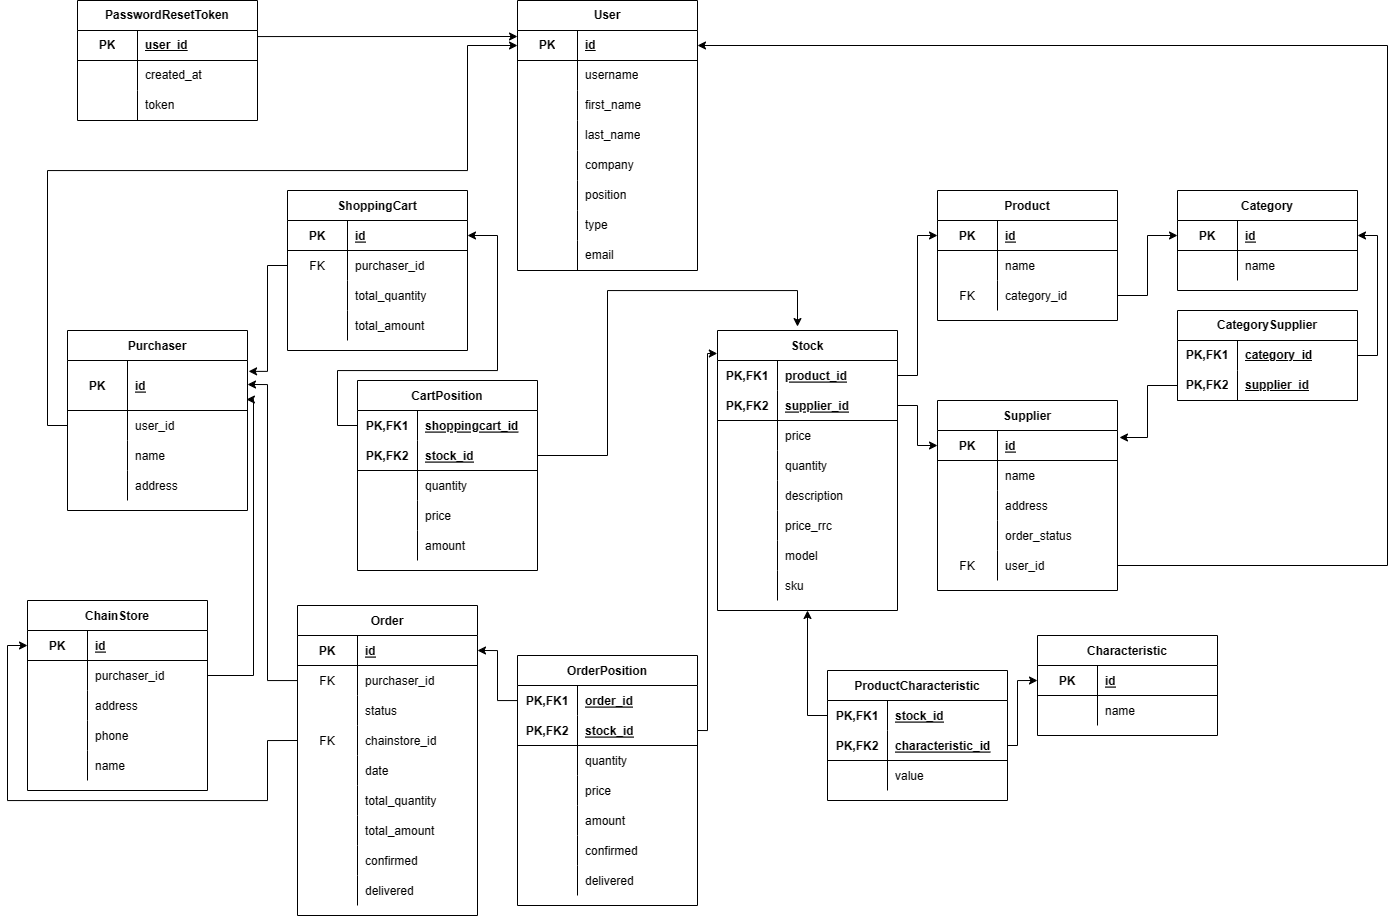 PasswordResetToken
PK user_id
created_at
token
User
PK id
username
first_name
last_name
company
position
type
email
ShoppingCart
PK id
FK purchaser_id
total_quantity
total_amount
Product
PK id
name
FK category_id
Category
PK id
name
CategorySupplier
PK,FK1 category_id
PK,FK2 supplier_id
Purchaser
PK id
user_id
name
address
CartPosition
PK,FK1 shoppingcart_id
PK,FK2 stock_id
quantity
price
amount
Stock
PK,FK1 product_id
PK,FK2 supplier_id
price
quantity
description
price_rrc
model
sku
Supplier
PK id
name
address
order_status
FK user_id
ChainStore
PK id
purchaser_id
address
phone
name
Order
PK id
FK purchaser_id
status
FK chainstore_id
date
total_quantity
total_amount
confirmed
delivered
OrderPosition
PK,FK1 order_id
PK,FK2 stock_id
quantity
price
amount
confirmed
delivered
ProductCharacteristic
PK,FK1 stock_id
PK,FK2 characteristic_id
value
Characteristic
PK id
name